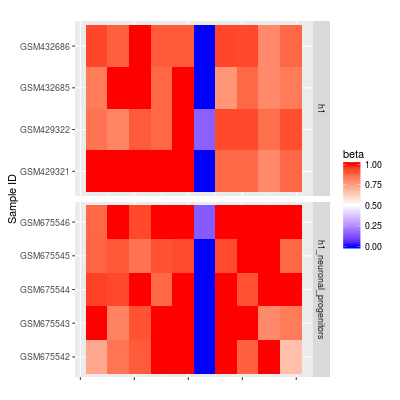 Sample ID
GSM432686
GSM432685
GSM429322
GSM429321
h1
GSM675546
GSM675545
GSM675544
GSM675543
GSM675542
h1_neuronal_progenitors
beta
1.00
0.75
0.50
0.25
0.00